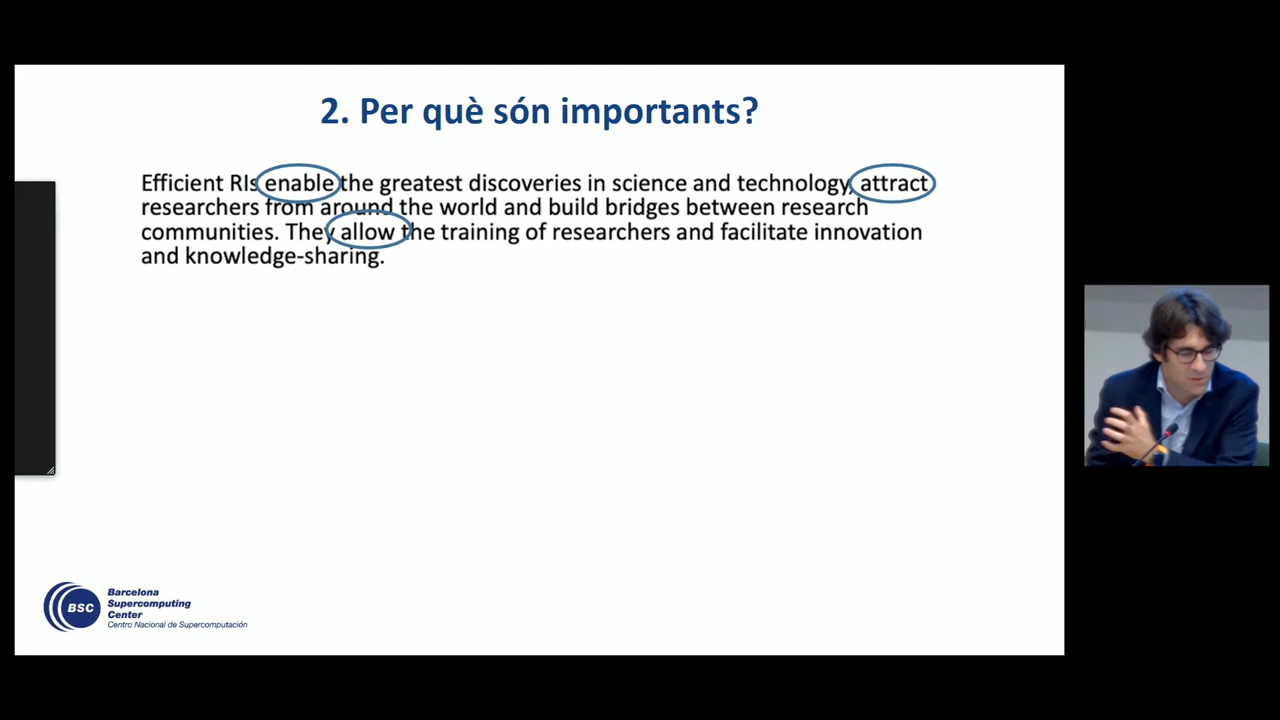 2. Per què són importants?
Efficient RIs enable the greatest discoveries in science and technology, attract
researchers from around the world and build bridges between research
communities. They allow the training of researchers and facilitate innovation
and knowledge-sharing.
BSC
Barcelona
Supercomputing
Center
Centro Nacional de Supercomputación